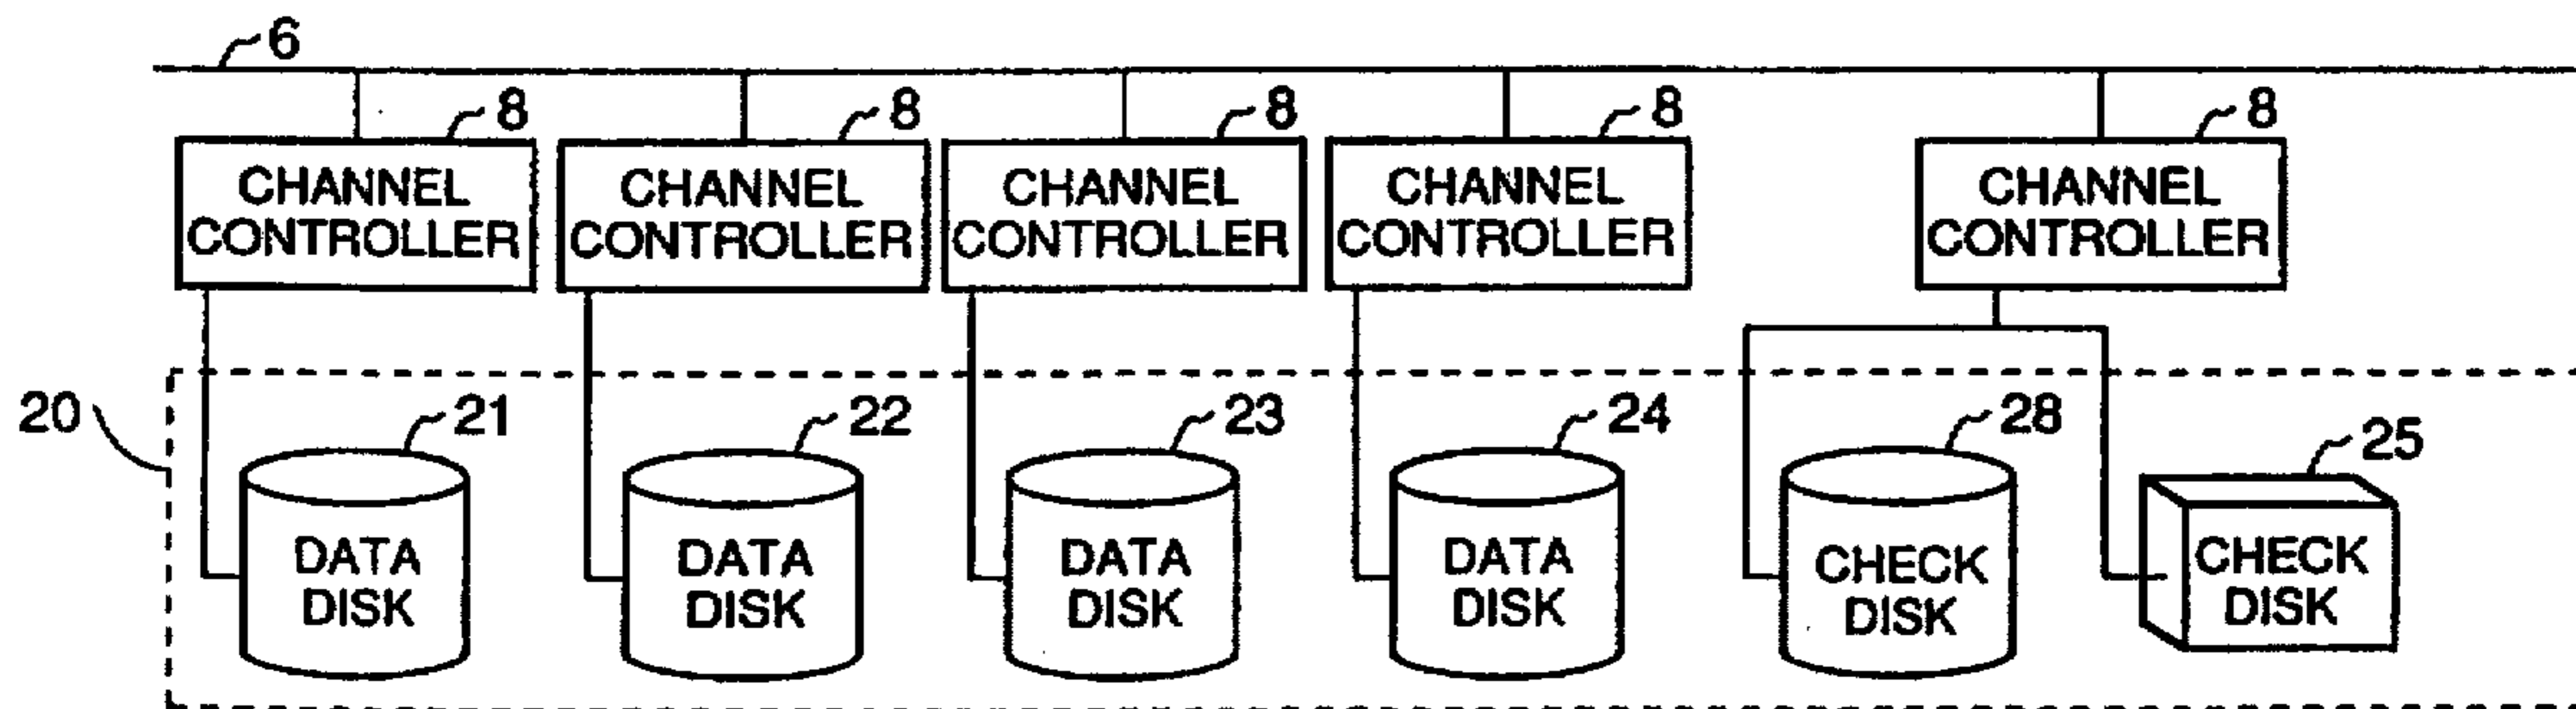 6
8 8 8 8 8
CHANNEL CHANNEL CHANNEL CHANNEL CHANNEL
CONTROLLER CONTROLLER CONTROLLER CONTROLLER CONTROLLER
20 21 22 23 24 28 25
DATA DATA DATA DATA CHECK CHECK
DISK DISK DISK DISK DISK DISK